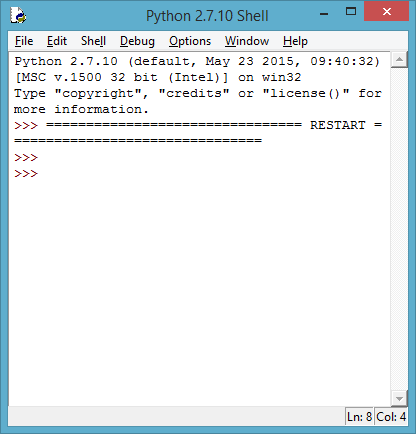 Python 2.7.10 Shell
File Edit Shell Debug Options Window Help
Python 2.7.10 (default, May 23 2015, 09:40:32)
[MSC v.1500 32 bit (Intel)] on win32
Type "copyright", "credits" or "license()" for
more information.
>>> ================================ RESTART =
===============================
>>>
>>>
Ln: 8 Col: 4